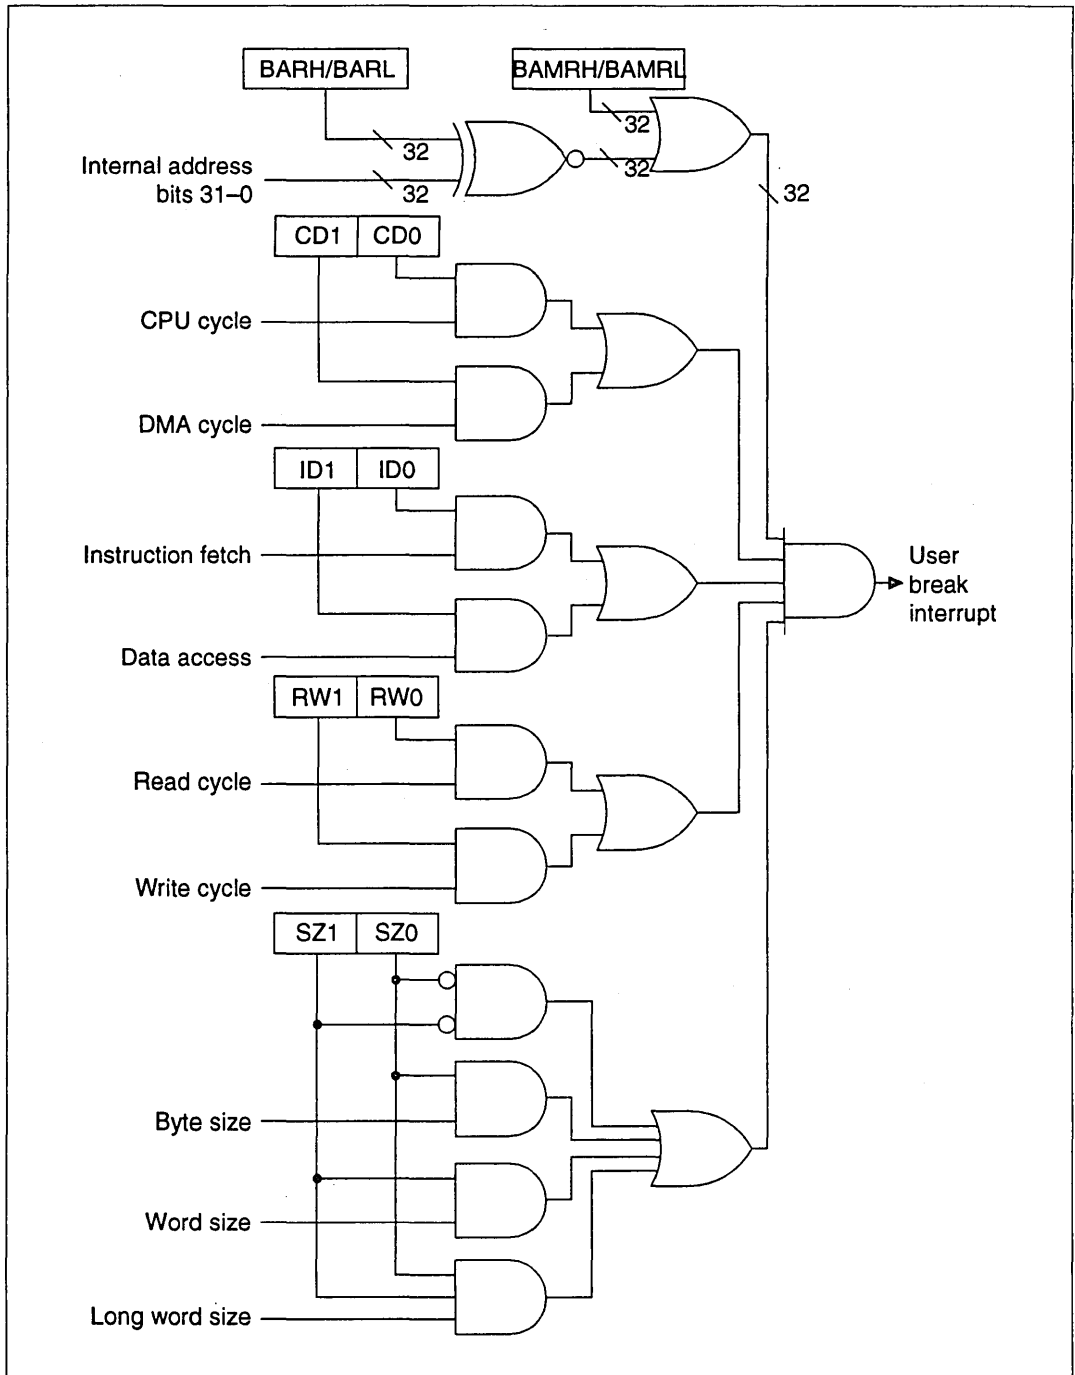 BARH/BARL
BAMRH/BAMRL
32
32
Internal address
bits 31–0
32
32
32
CD1 CD0
CPU cycle
DMA cycle
ID1 ID0
Instruction fetch
Data access
User
break
interrupt
RW1 RW0
Read cycle
Write cycle
SZ1 SZ0
Byte size
Word size
Long word size